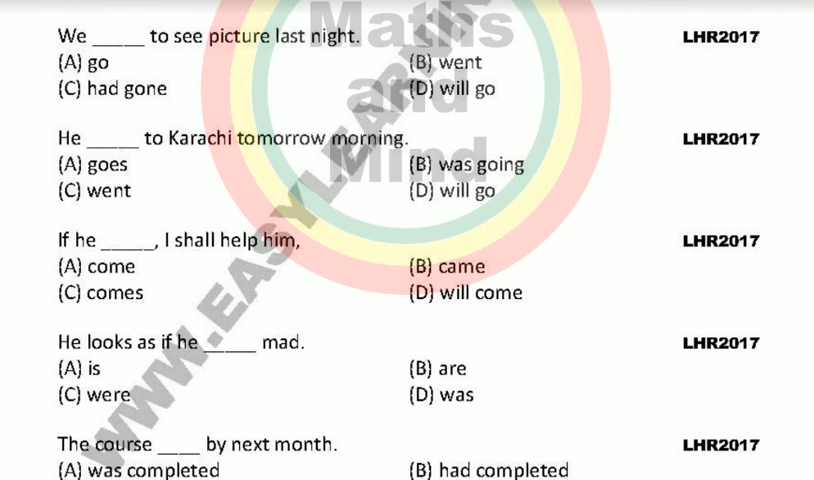 Maths
and
Mind
WWW.EASYLEARNIN
We _____ to see picture last night. LHR2017
(A) go (B) went
(C) had gone (D) will go
He _____ to Karachi tomorrow morning. LHR2017
(A) goes (B) was going
(C) went (D) will go
If he _____, I shall help him, LHR2017
(A) come (B) came
(C) comes (D) will come
He looks as if he _____ mad. LHR2017
(A) is (B) are
(C) were (D) was
The course ____ by next month. LHR2017
(A) was completed (B) had completed